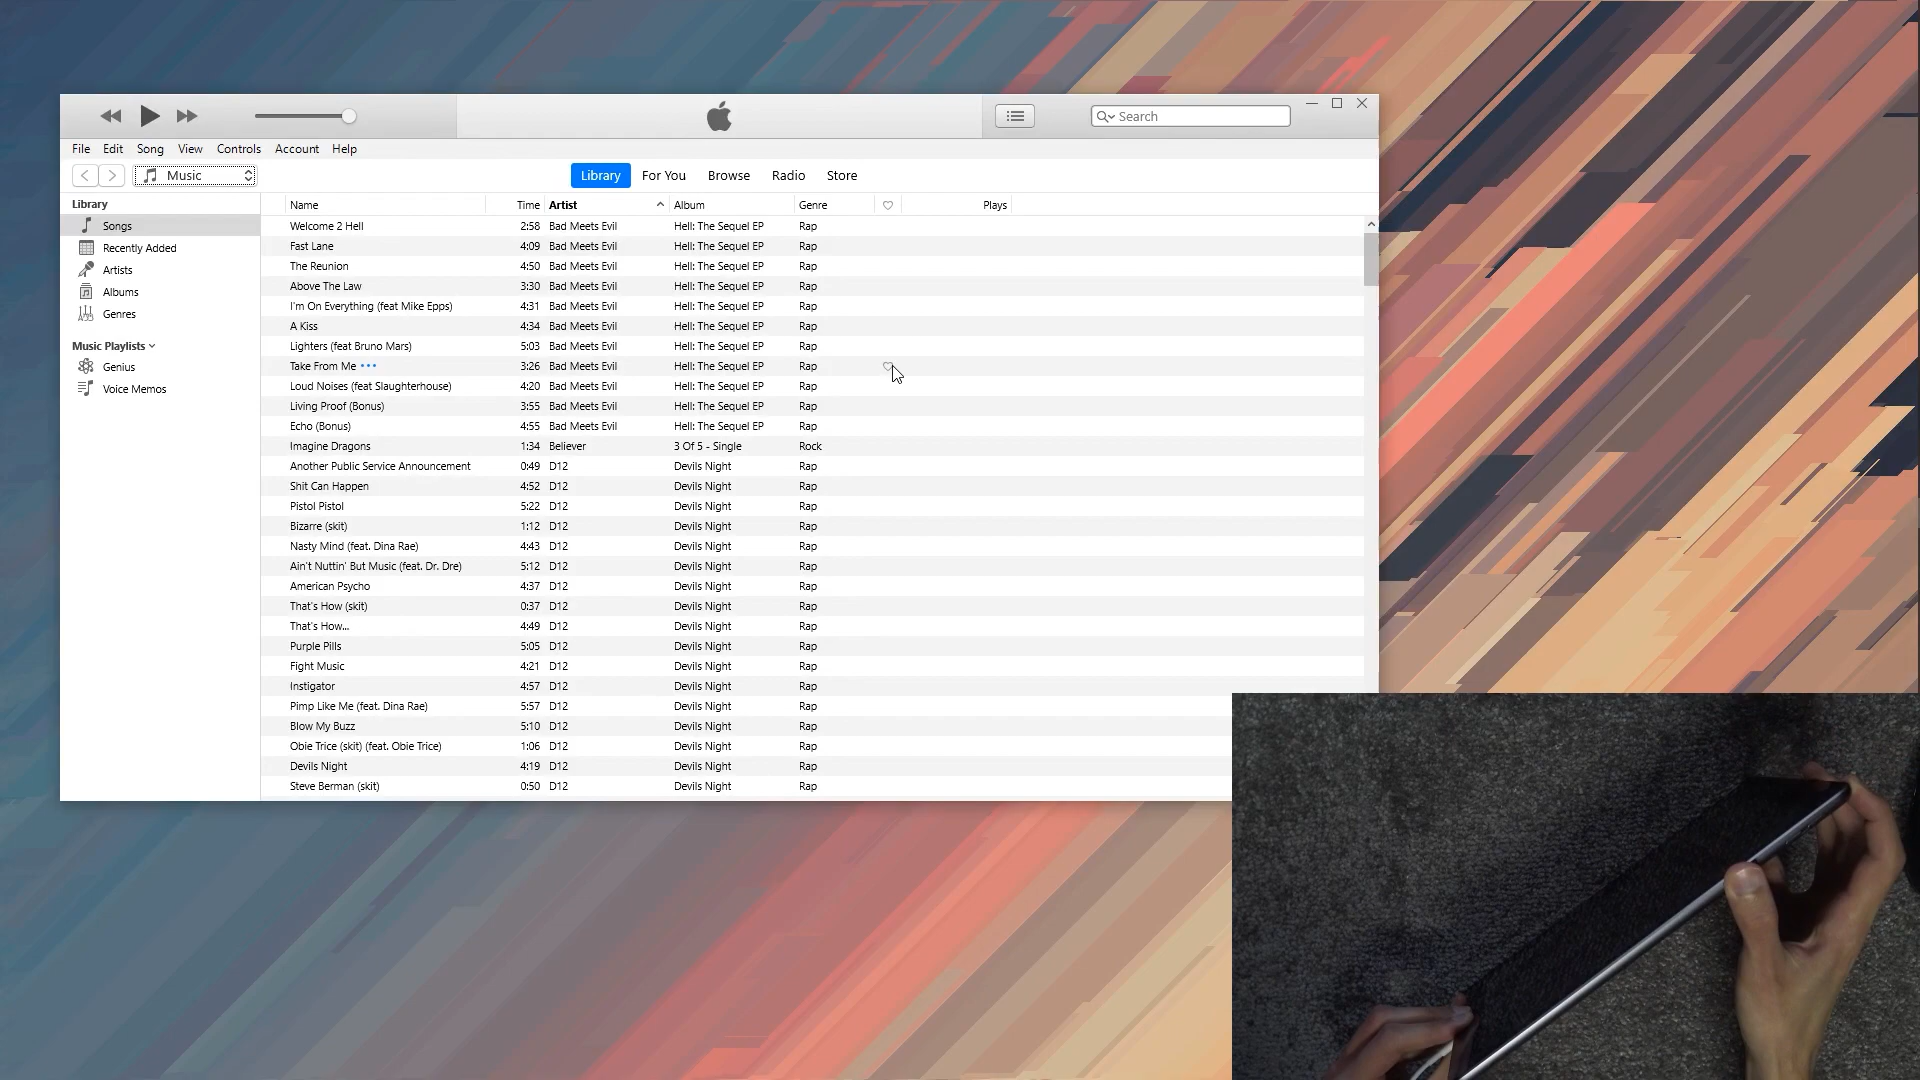 Search
File Edit Song View Controls Account Help
Music Library For You Browse Radio Store
Library
Songs
Recently Added
Artists
Albums
Genres
Music Playlists
Genius
Voice Memos
Name Time Artist Album Genre Plays
Welcome 2 Hell 2:58 Bad Meets Evil Hell: The Sequel EP Rap
Fast Lane 4:09 Bad Meets Evil Hell: The Sequel EP Rap
The Reunion 4:50 Bad Meets Evil Hell: The Sequel EP Rap
Above The Law 3:30 Bad Meets Evil Hell: The Sequel EP Rap
I'm On Everything (feat Mike Epps) 4:31 Bad Meets Evil Hell: The Sequel EP Rap
A Kiss 4:34 Bad Meets Evil Hell: The Sequel EP Rap
Lighters (feat Bruno Mars) 5:03 Bad Meets Evil Hell: The Sequel EP Rap
Take From Me ••• 3:26 Bad Meets Evil Hell: The Sequel EP Rap
Loud Noises (feat Slaughterhouse) 4:20 Bad Meets Evil Hell: The Sequel EP Rap
Living Proof (Bonus) 3:55 Bad Meets Evil Hell: The Sequel EP Rap
Echo (Bonus) 4:55 Bad Meets Evil Hell: The Sequel EP Rap
Imagine Dragons 1:34 Believer 3 Of 5 - Single Rock
Another Public Service Announcement 0:49 D12 Devils Night Rap
Shit Can Happen 4:52 D12 Devils Night Rap
Pistol Pistol 5:22 D12 Devils Night Rap
Bizarre (skit) 1:12 D12 Devils Night Rap
Nasty Mind (feat. Dina Rae) 4:43 D12 Devils Night Rap
Ain't Nuttin' But Music (feat. Dr. Dre) 5:12 D12 Devils Night Rap
American Psycho 4:37 D12 Devils Night Rap
That's How (skit) 0:37 D12 Devils Night Rap
That's How... 4:49 D12 Devils Night Rap
Purple Pills 5:05 D12 Devils Night Rap
Fight Music 4:21 D12 Devils Night Rap
Instigator 4:57 D12 Devils Night Rap
Pimp Like Me (feat. Dina Rae) 5:57 D12 Devils Night Rap
Blow My Buzz 5:10 D12 Devils Night Rap
Obie Trice (skit) (feat. Obie Trice) 1:06 D12 Devils Night Rap
Devils Night 4:19 D12 Devils Night Rap
Steve Berman (skit) 0:50 D12 Devils Night Rap